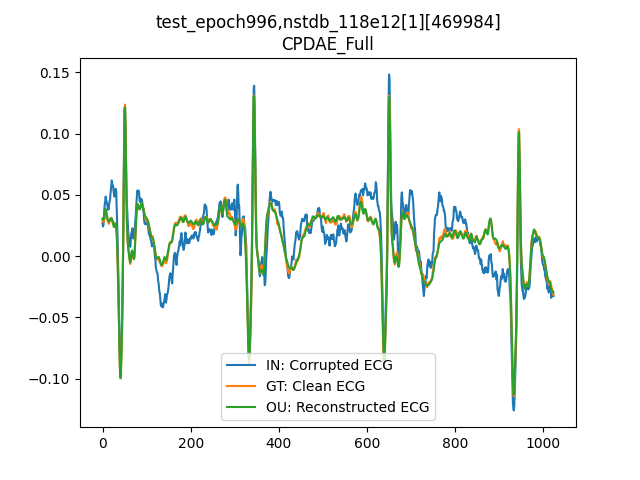 test_epoch996,nstdb_118e12[1][469984]
CPDAE_Full
0.15
0.10
0.05
0.00
−0.05
−0.10
IN: Corrupted ECG
GT: Clean ECG
OU: Reconstructed ECG
0 200 400 600 800 1000